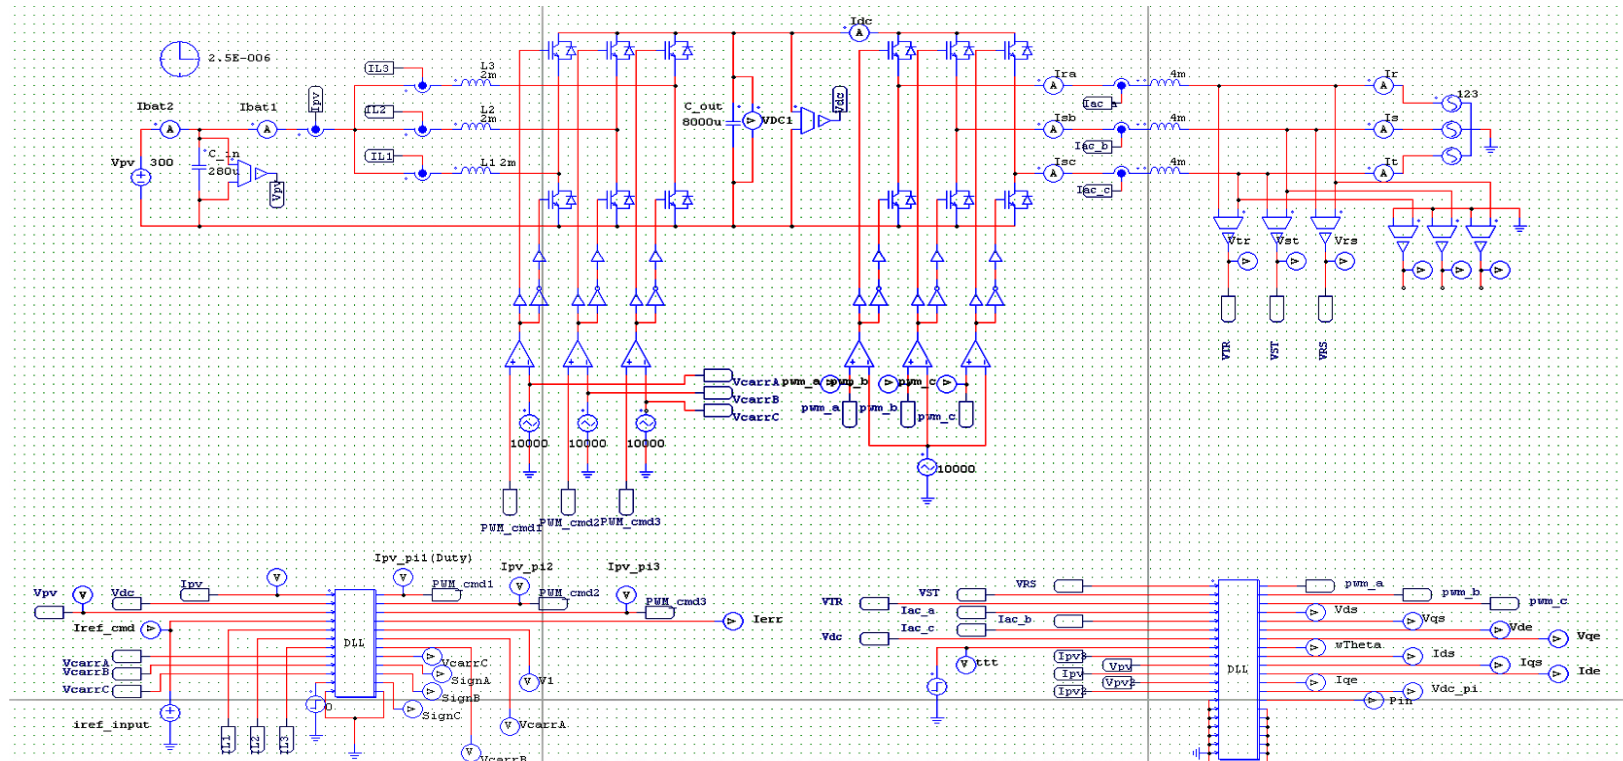 Idc
2.5E-006
IL3
L3
2m
Ira
4m
Ir
Ibat2
Ibat1
Ipv
IL2
L2
2m
C_out
8000u
VDC1
Vdc
Iac_a
123
Isb
4m
Is
Vpv
300
C_in
280u
Vpv
IL1
L1 2m
Iac_b
Isc
4m
It
Iac_c
Vtr
Vst
Vrs
VTR
VST
VRS
VcarrA
VcarrB
VcarrC
pwm_a
pwm_b
pwm_c
pwm_a
pwm_b
pwm_c
10000
10000
10000
10000
PWM_cmd1
PWM_cmd2
PWM_cmd3
Ipv_pi1(Duty)
Ipv_pi2
Ipv_pi3
Vpv
V
Vdc
Ipv
V
V
PWM_cmd1
V
PWM_cmd2
V
PWM_cmd3
Iref_cmd
Ierr
DLL
VcarrA
VcarrB
VcarrC
VcarrC
SignA
SignB
SignC
V
V1
0
iref_input
IL1
IL2
IL3
V
VcarrA
V
VcarrB
VRS
VST
VTR
Iac_a
Iac_b
Iac_c
Vdc
V
ttt
Vpv
Ipv
Vpv2
Ipv2
DLL
pwm_a
pwm_b
pwm_c
Vds
Vqs
Vde
Vqe
wTheta
Ids
Iqs
Ide
Iqe
Vdc_pi
Pin